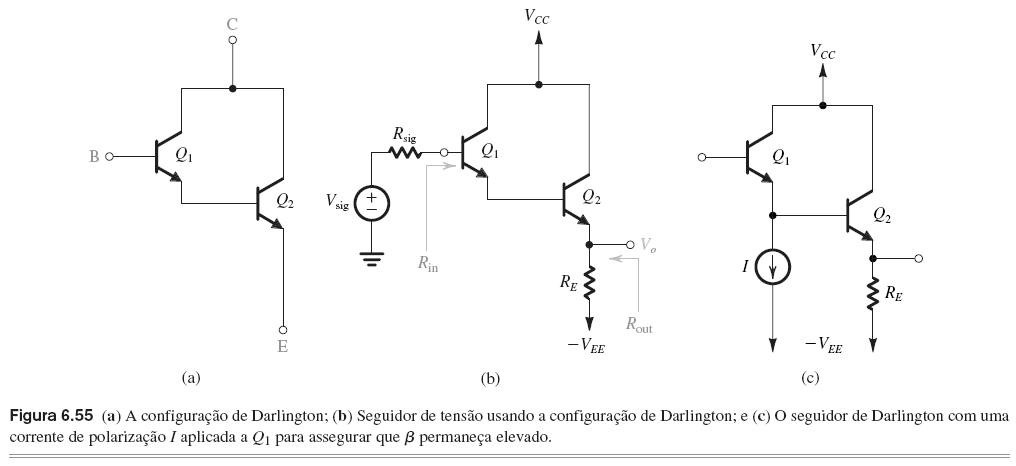 C
B
Q1
Q2
E
(a)
VCC
Rsig
Q1
Vsig
+
−
Q2
Rin
Vo
RE
Rout
−VEE
(b)
VCC
Q1
Q2
I
RE
−VEE
(c)
Figura 6.55 (a) A configuração de Darlington; (b) Seguidor de tensão usando a configuração de Darlington; e (c) O seguidor de Darlington com uma
corrente de polarização I aplicada a Q1 para assegurar que β permaneça elevado.